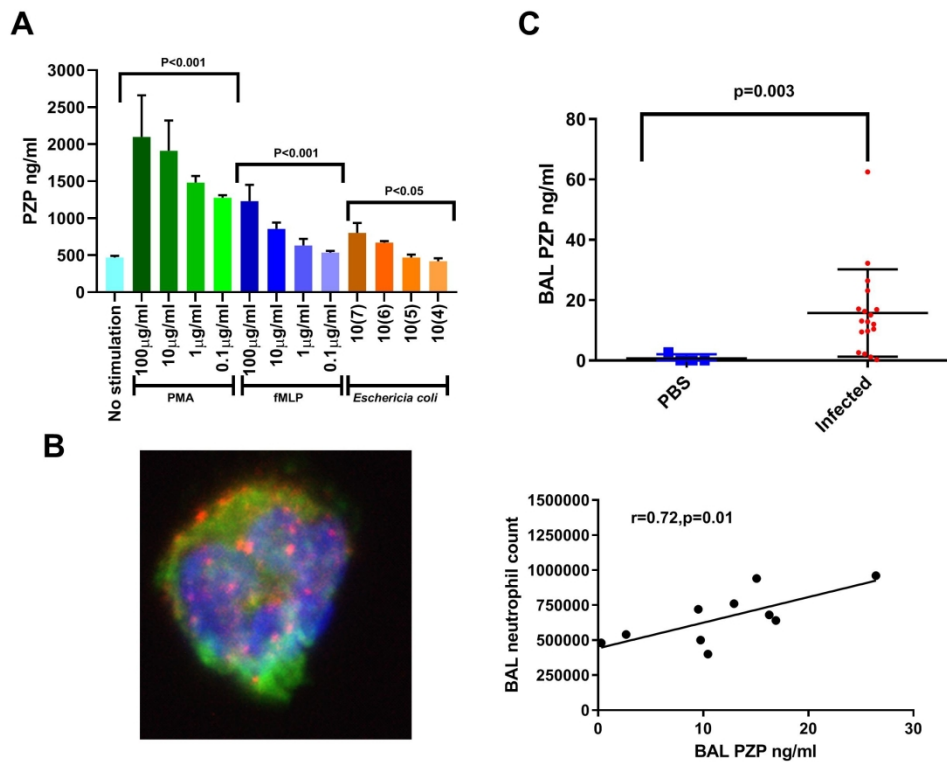 A
P<0.001
P<0.001
P<0.05
PZP ng/ml
3000
2500
2000
1500
1000
500
0
No stimulation
100µg/ml
10µg/ml
1µg/ml
0.1µg/ml
100µg/ml
10µg/ml
1µg/ml
0.1µg/ml
10(7)
10(6)
10(5)
10(4)
PMA
fMLP
Eschericia coli
B
C
p=0.003
BAL PZP ng/ml
80
60
40
20
0
PBS
Infected
r=0.72,p=0.01
BAL neutrophil count
1500000
1250000
1000000
750000
500000
250000
0
0
10
20
30
BAL PZP ng/ml